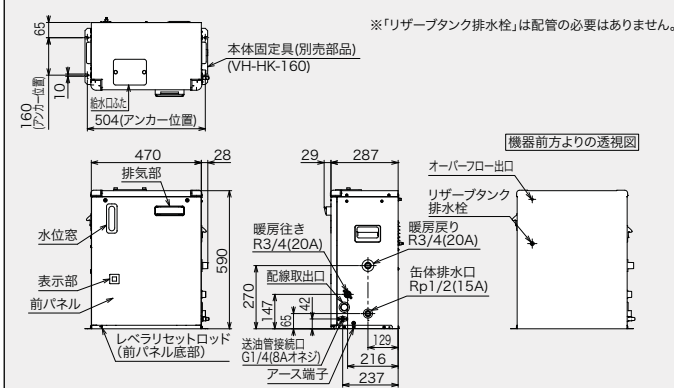 ※「リザーブタンク排水栓」は配管の必要はありません。
65
10
160
(アンカー位置)
給水口ふた
504(アンカー位置)
本体固定具(別売部品)
(VH-HK-160)
機器前方よりの透視図
470
28
排気部
水位窓
表示部
前パネル
590
レベラリセットロッド
(前パネル底部)
29
287
暖房往き
R3/4(20A)
配線取出口
270
147
65
42
送油管接続口
G1/4(8Aオネジ)
アース端子
129
216
237
暖房戻り
R3/4(20A)
缶体排水口
Rp1/2(15A)
オーバーフロー出口
リザーブタンク
排水栓